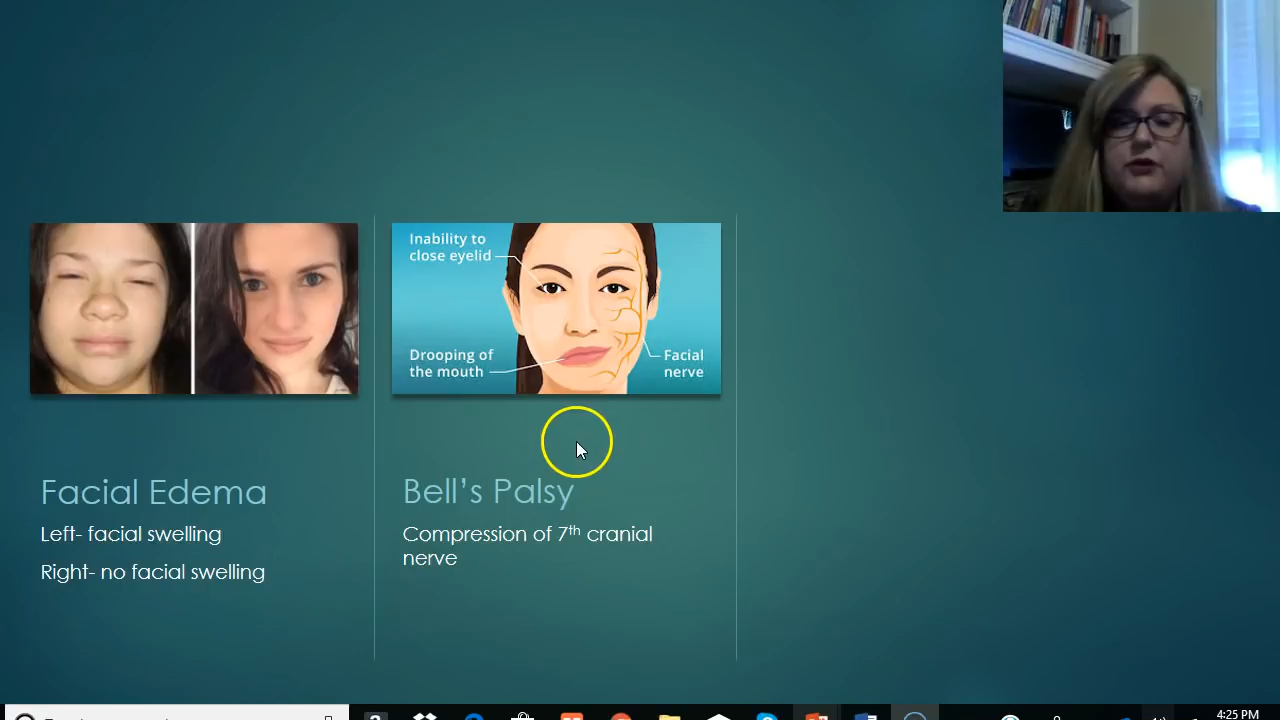 Inability to
close eyelid
Drooping of
the mouth
Facial
nerve
Facial Edema
Left- facial swelling
Right- no facial swelling
Bell's Palsy
Compression of 7th cranial
nerve
4:25 PM